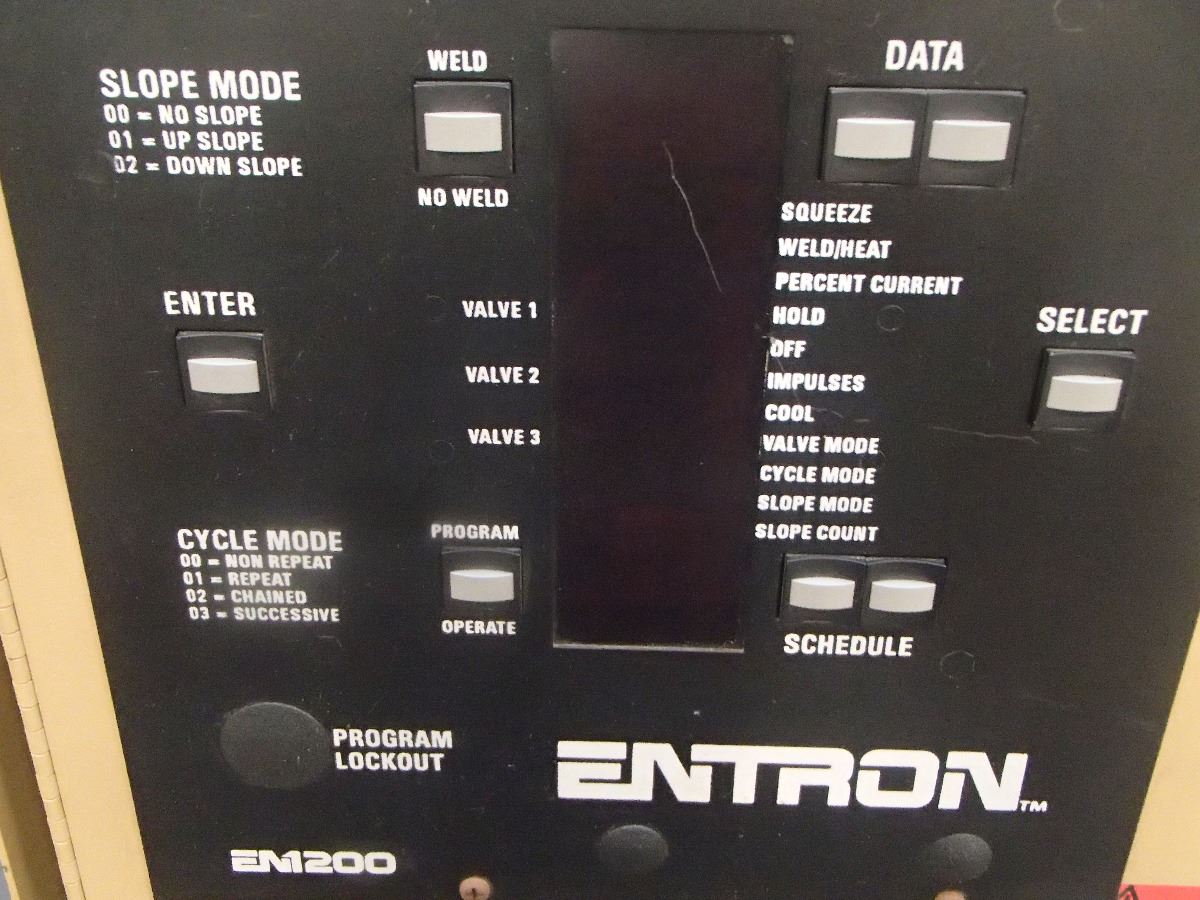 SLOPE MODE
00 = NO SLOPE
01 = UP SLOPE
02 = DOWN SLOPE
WELD
NO WELD
DATA
SQUEEZE
WELD/HEAT
PERCENT CURRENT
HOLD
OFF
IMPULSES
COOL
VALVE MODE
CYCLE MODE
SLOPE MODE
SLOPE COUNT
ENTER
VALVE 1
VALVE 2
VALVE 3
SELECT
CYCLE MODE
00 = NON REPEAT
01 = REPEAT
02 = CHAINED
03 = SUCCESSIVE
PROGRAM
OPERATE
SCHEDULE
PROGRAM
LOCKOUT
ENTRON™
EN1200